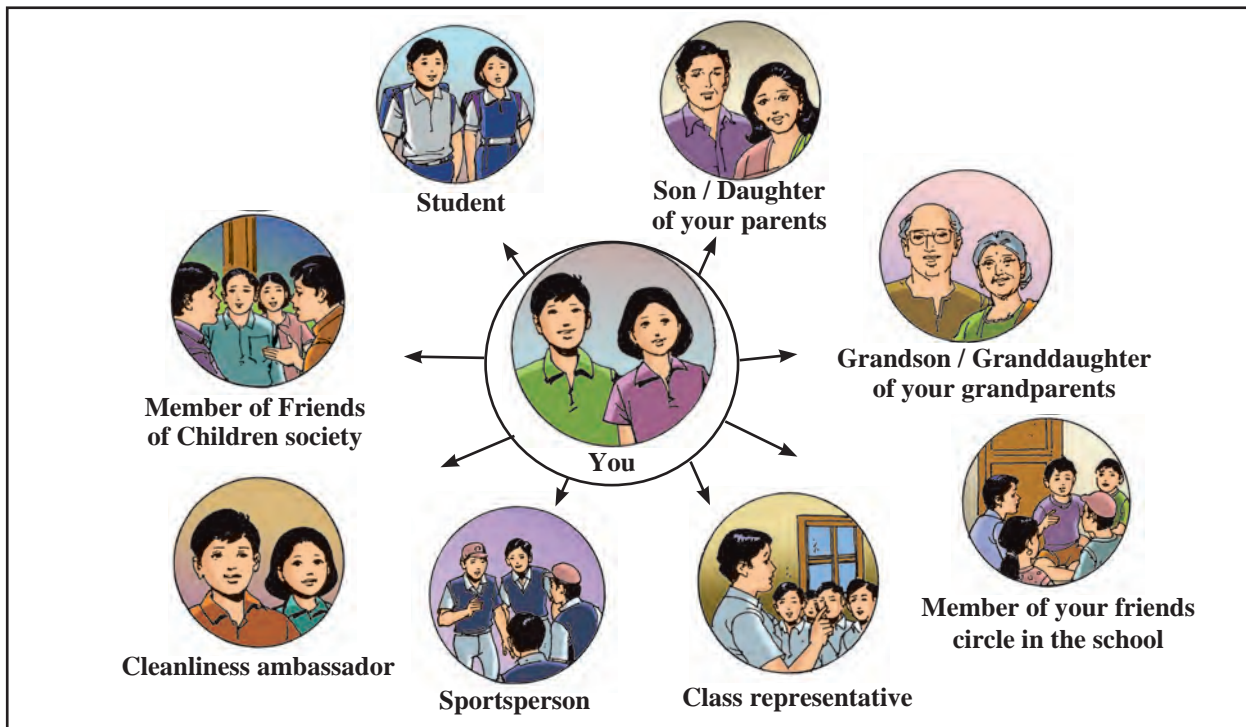 Student
Son / Daughter
of your parents
Grandson / Granddaughter
of your grandparents
Member of your friends
circle in the school
Class representative
Sportsperson
Cleanliness ambassador
Member of Friends
of Children society
You